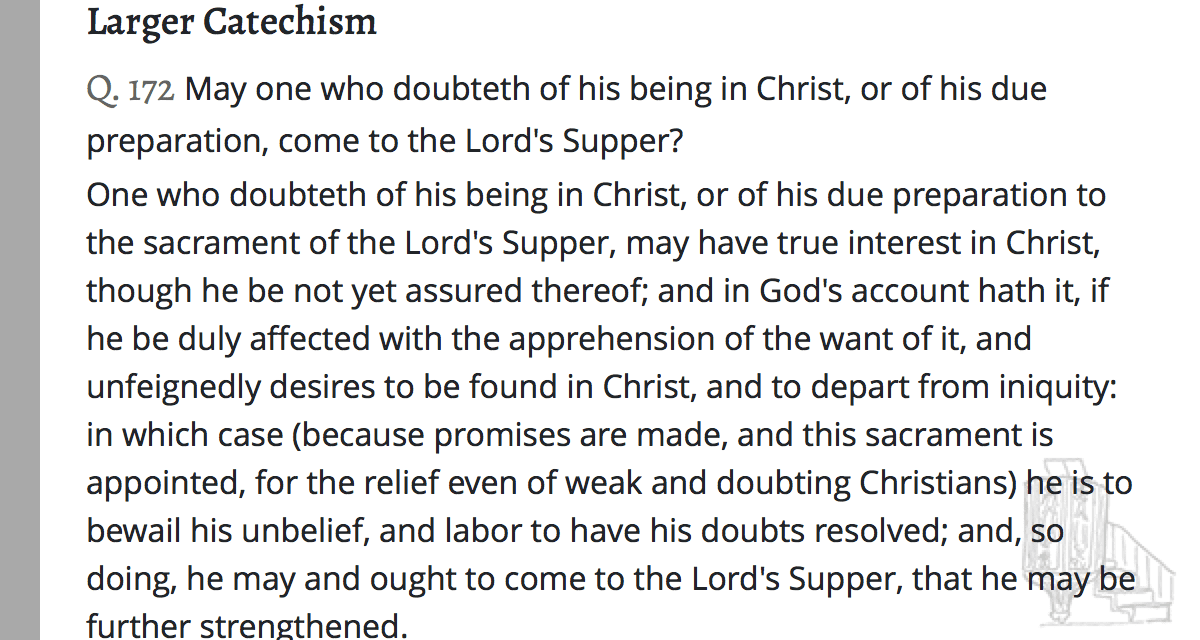 Larger Catechism
Q. 172 May one who doubteth of his being in Christ, or of his due
preparation, come to the Lord's Supper?
One who doubteth of his being in Christ, or of his due preparation to
the sacrament of the Lord's Supper, may have true interest in Christ,
though he be not yet assured thereof; and in God's account hath it, if
he be duly affected with the apprehension of the want of it, and
unfeignedly desires to be found in Christ, and to depart from iniquity:
in which case (because promises are made, and this sacrament is
appointed, for the relief even of weak and doubting Christians) he is to
bewail his unbelief, and labor to have his doubts resolved; and, so
doing, he may and ought to come to the Lord's Supper, that he may be
further strengthened.